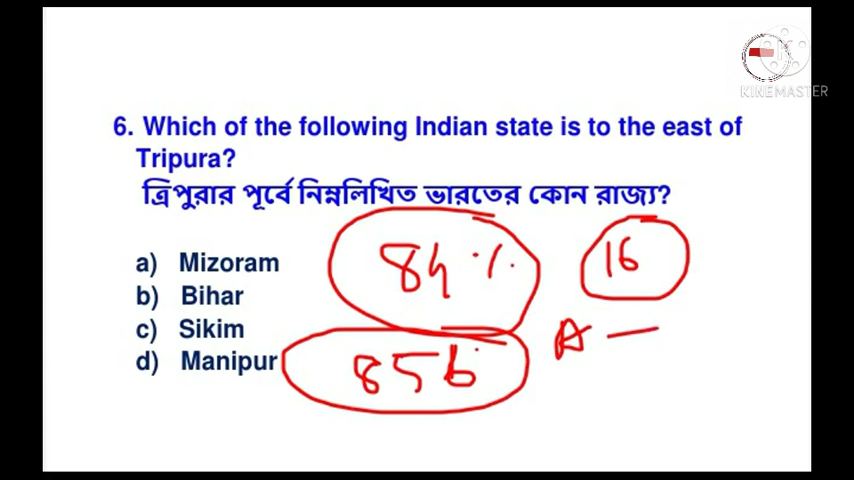 KINEMASTER
6. Which of the following Indian state is to the east of
Tripura?
ত্রিপুরার পূর্বে নিম্নলিখিত ভারতের কোন রাজ্য?
a) Mizoram
b) Bihar
c) Sikim
d) Manipur
84 %
16
A —
856